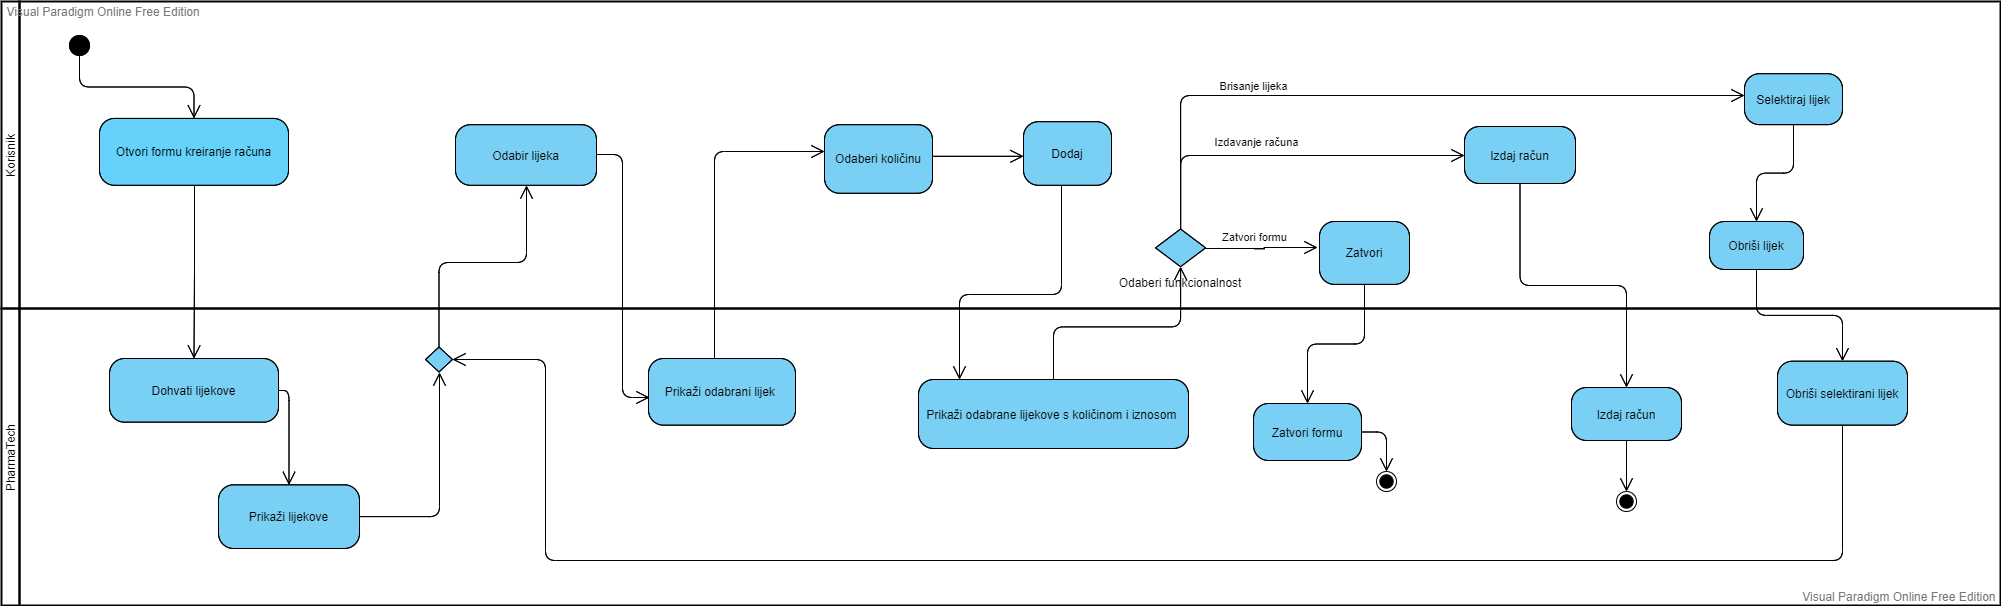 Visual Paradigm Online Free Edition
Korisnik
Otvori formu kreiranje računa
Odabir lijeka
Odaberi količinu
Dodaj
Brisanje lijeka
Selektiraj lijek
Izdavanje računa
Izdaj račun
Zatvori formu
Zatvori
Obriši lijek
Odaberi funkcionalnost
PharmaTech
Dohvati lijekove
Prikaži lijekove
Prikaži odabrani lijek
Prikaži odabrane lijekove s količinom i iznosom
Zatvori formu
Izdaj račun
Obriši selektirani lijek
Visual Paradigm Online Free Edition